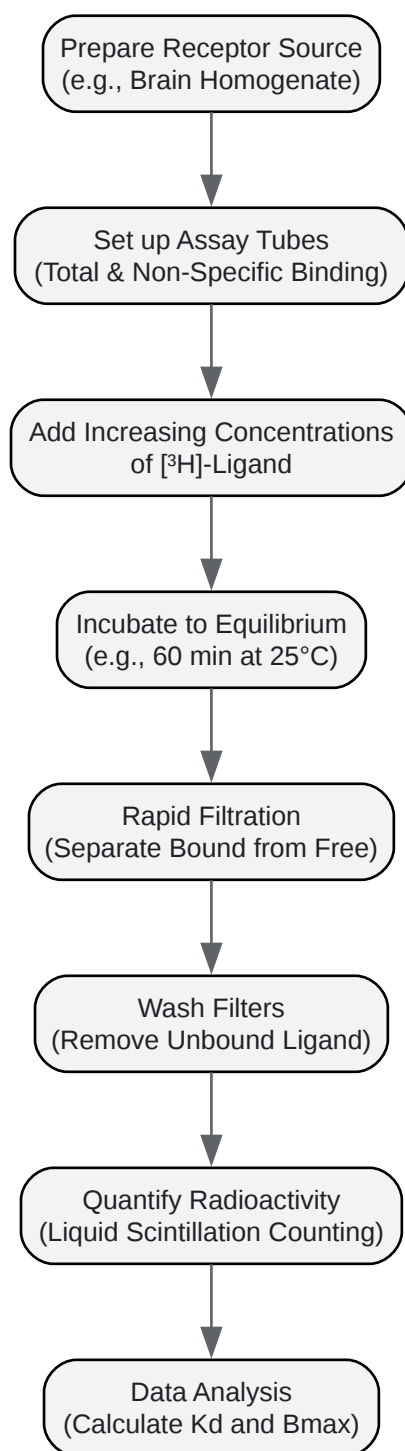 Prepare Receptor Source
(e.g., Brain Homogenate)
Set up Assay Tubes
(Total & Non-Specific Binding)
Add Increasing Concentrations
of [³H]-Ligand
Incubate to Equilibrium
(e.g., 60 min at 25°C)
Rapid Filtration
(Separate Bound from Free)
Wash Filters
(Remove Unbound Ligand)
Quantify Radioactivity
(Liquid Scintillation Counting)
Data Analysis
(Calculate Kd and Bmax)